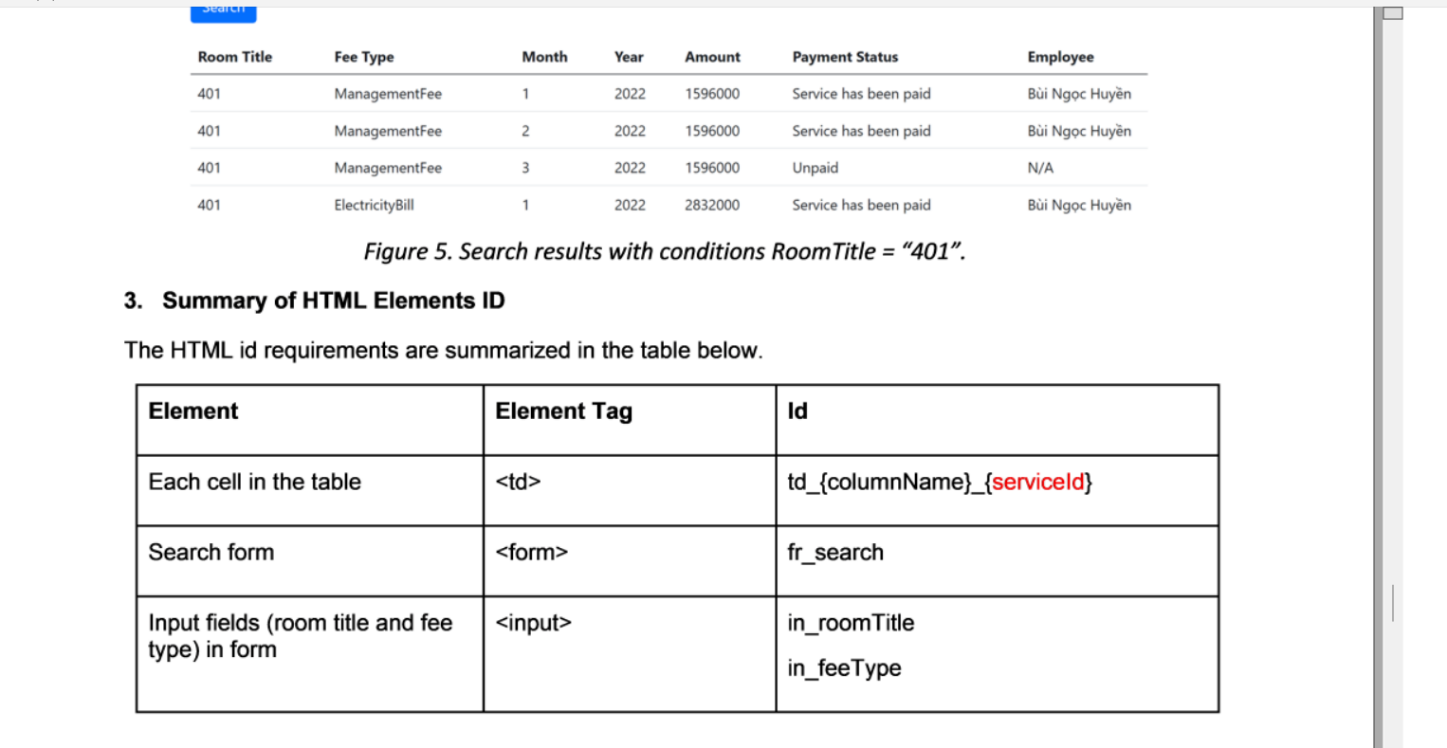 Search
Room Title Fee Type Month Year Amount Payment Status Employee
401 ManagementFee 1 2022 1596000 Service has been paid Bùi Ngọc Huyền
401 ManagementFee 2 2022 1596000 Service has been paid Bùi Ngọc Huyền
401 ManagementFee 3 2022 1596000 Unpaid N/A
401 ElectricityBill 1 2022 2832000 Service has been paid Bùi Ngọc Huyền
Figure 5. Search results with conditions RoomTitle = “401”.
3. Summary of HTML Elements ID
The HTML id requirements are summarized in the table below.
Element Element Tag Id
Each cell in the table <td> td_{columnName}_{serviceId}
Search form <form> fr_search
Input fields (room title and fee <input> in_roomTitle
type) in form
in_feeType